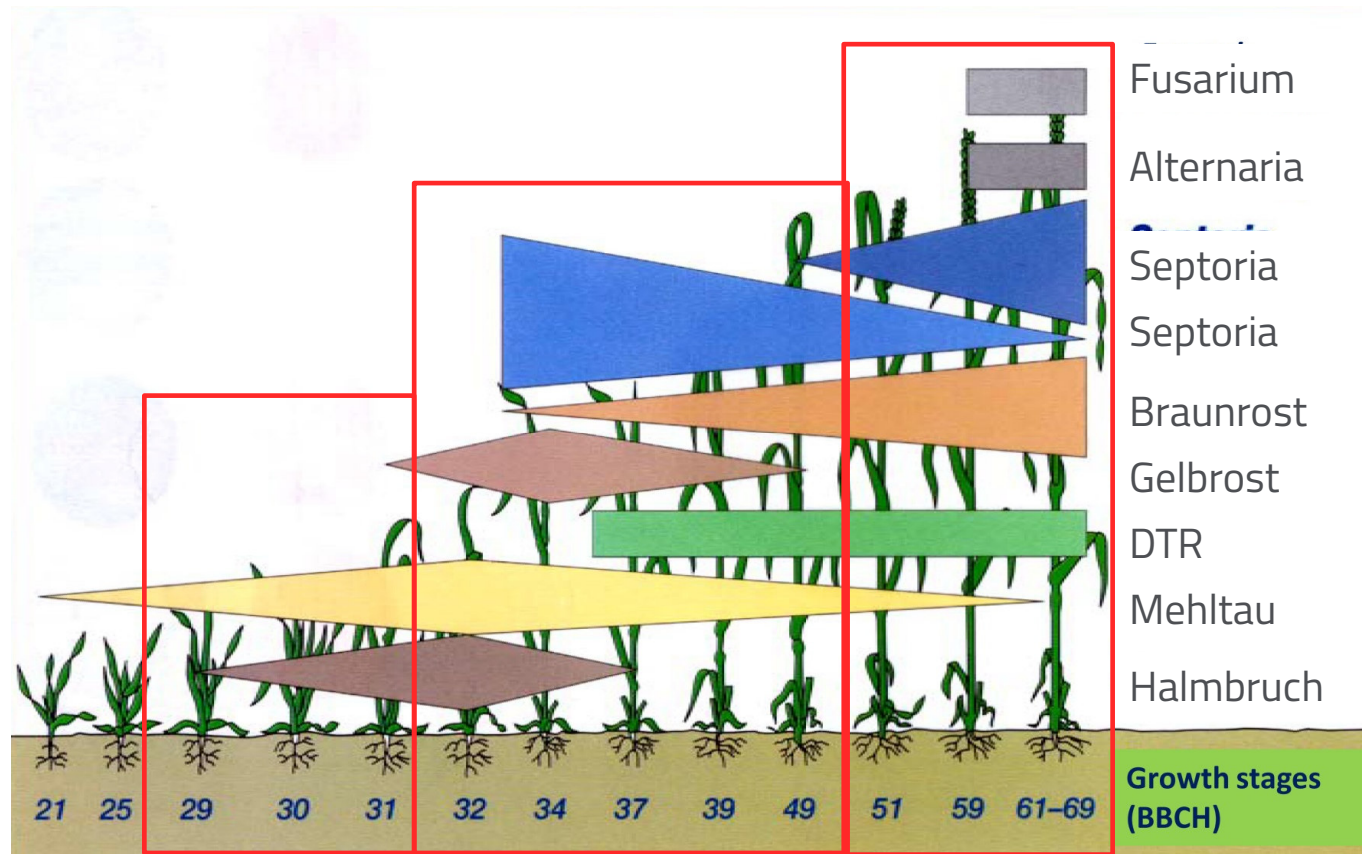 Fusarium
Alternaria
Septoria
Septoria
Braunrost
Gelbrost
DTR
Mehltau
Halmbruch
21 25 29 30 31 32 34 37 39 49 51 59 61–69
Growth stages
(BBCH)